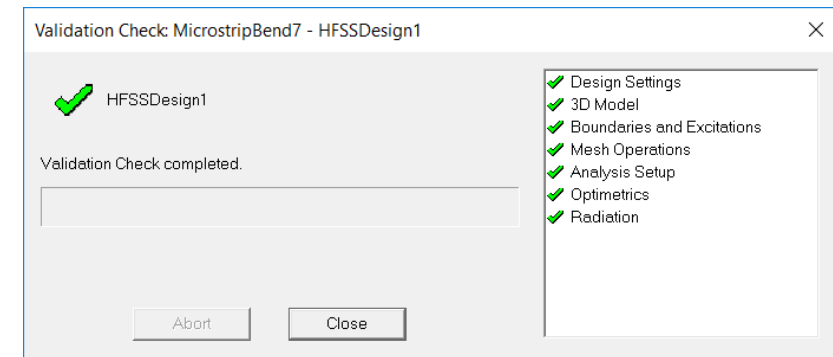 Validation Check: MicrostripBend7 - HFSSDesign1
HFSSDesign1
Validation Check completed.
Abort
Close
Design Settings
3D Model
Boundaries and Excitations
Mesh Operations
Analysis Setup
Optimetrics
Radiation